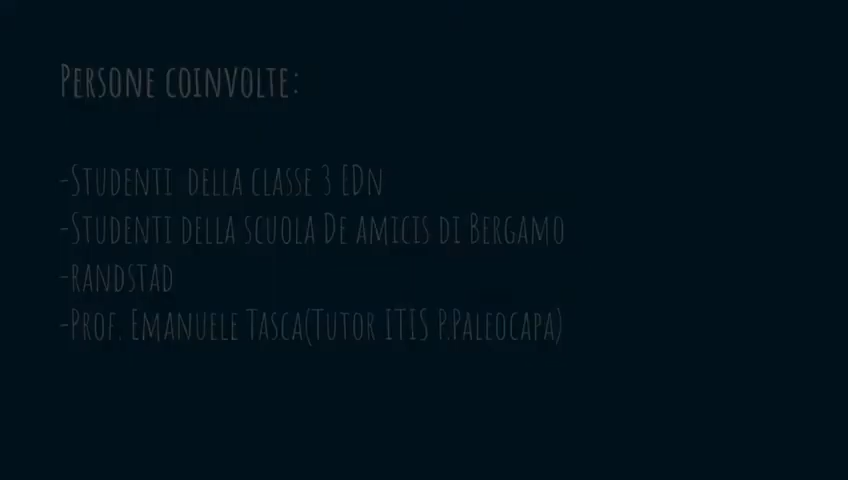 Persone coinvolte:
-Studenti della classe 3 EDn
-Studenti della scuola De amicis di Bergamo
-randstad
-Prof. Emanuele Tasca(Tutor ITIS P.Paleocapa)